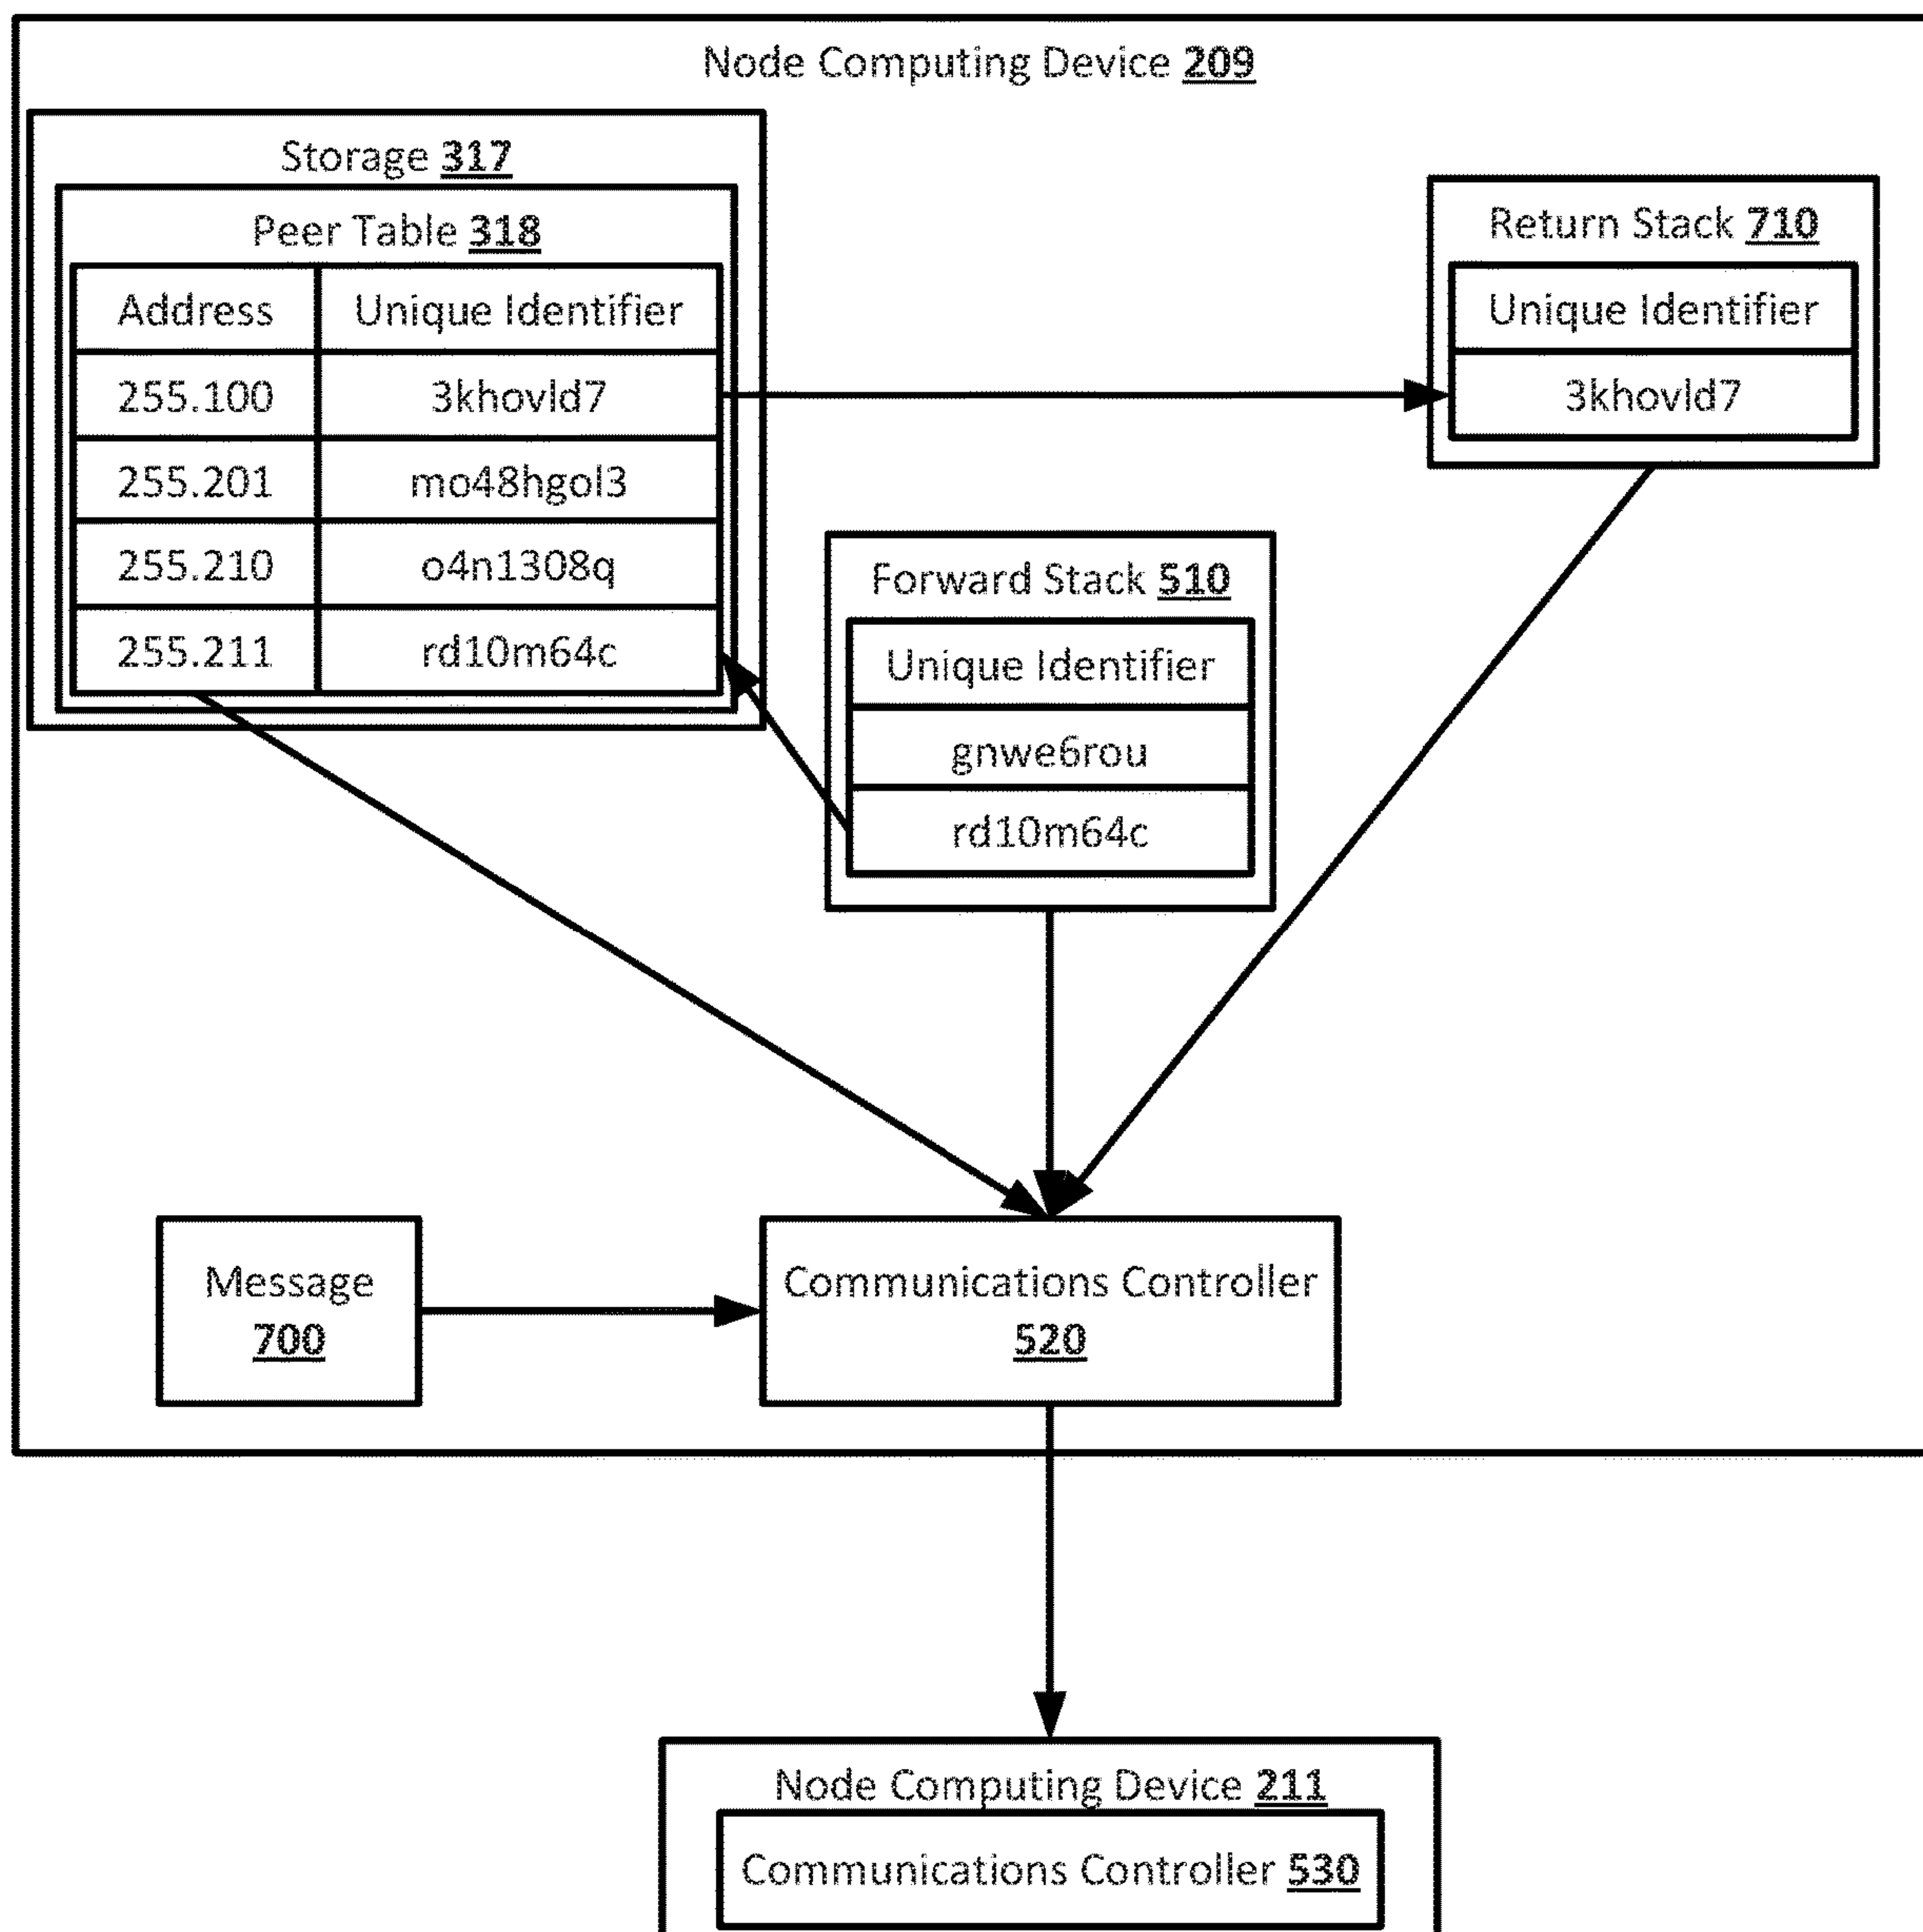 Node Computing Device 209
Storage 317
Peer Table 318
Address Unique Identifier
255.100 3khovld7
255.201 mo48hgol3
255.210 o4n1308q
255.211 rd10m64c
Return Stack 710
Unique Identifier
3khovld7
Forward Stack 510
Unique Identifier
gnwe6rou
rd10m64c
Message
700
Communications Controller
520
Node Computing Device 211
Communications Controller 530